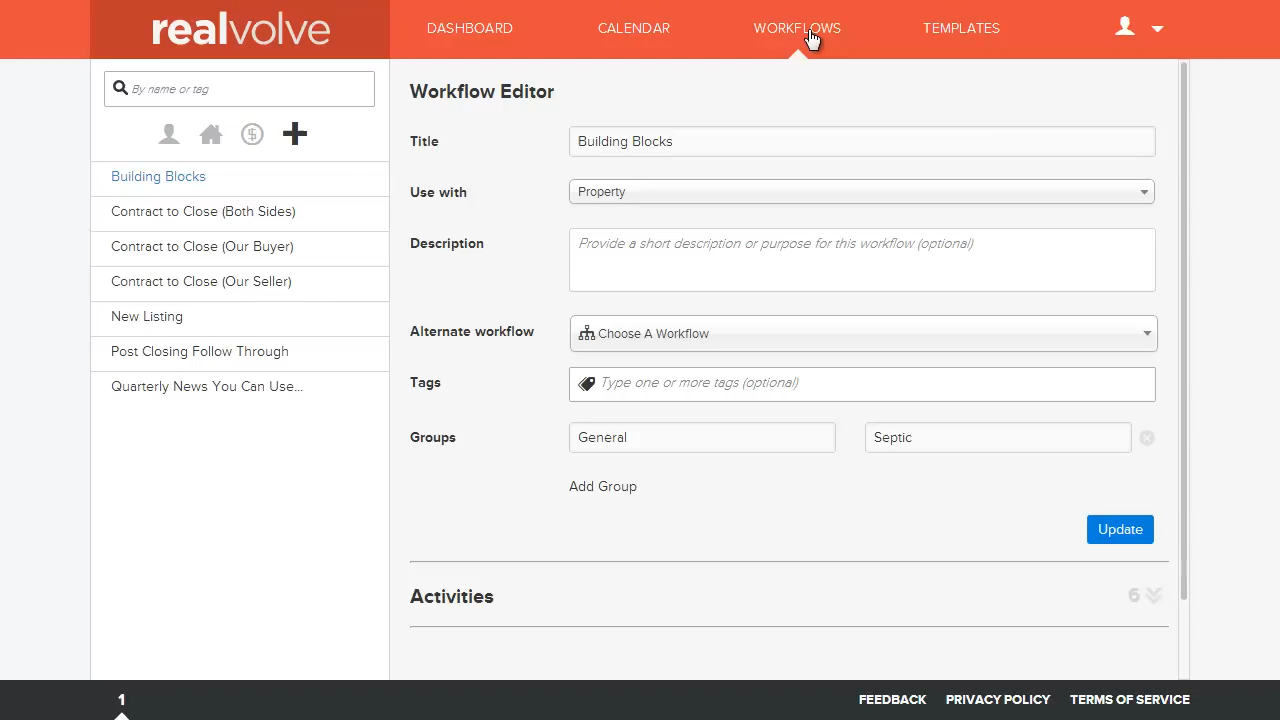 realvolve
DASHBOARD
CALENDAR
WORKFLOWS
TEMPLATES
By name or tag
Building Blocks
Contract to Close (Both Sides)
Contract to Close (Our Buyer)
Contract to Close (Our Seller)
New Listing
Post Closing Follow Through
Quarterly News You Can Use...
Workflow Editor
Title
Building Blocks
Use with
Property
Description
Provide a short description or purpose for this workflow (optional)
Alternate workflow
Choose A Workflow
Tags
Type one or more tags (optional)
Groups
General
Septic
Add Group
Update
Activities
6
1
FEEDBACK
PRIVACY POLICY
TERMS OF SERVICE